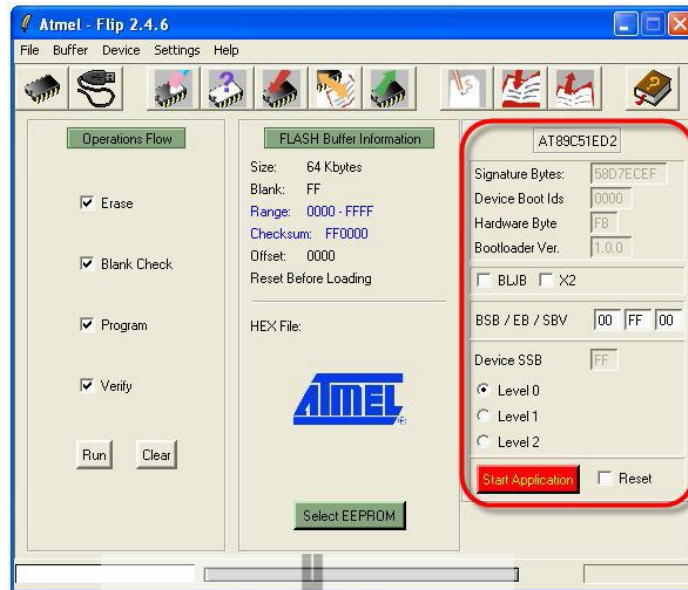 Atmel - Flip 2.4.6
File Buffer Device Settings Help
Operations Flow
Erase
Blank Check
Program
Verify
Run Clear
FLASH Buffer Information
Size: 64 Kbytes
Blank: FF
Range: 0000 - FFFF
Checksum: FF0000
Offset: 0000
Reset Before Loading
HEX File:
ATMEL
Select EEPROM
AT89C51ED2
Signature Bytes: 58D7ECEF
Device Boot Ids 0000
Hardware Byte FB
Bootloader Ver. 1.0.0
BLJB X2
BSB / EB / SBV 00 FF 00
Device SSB FF
Level 0
Level 1
Level 2
Start Application Reset